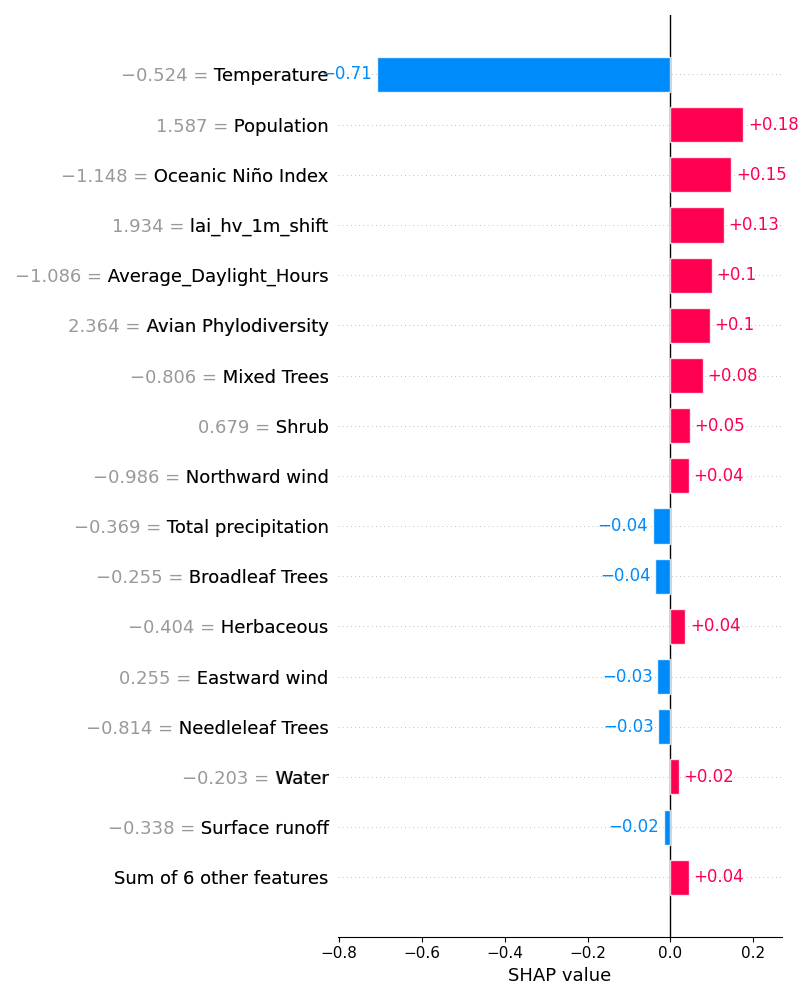 −0.524 = Temperature −0.71
1.587 = Population +0.18
−1.148 = Oceanic Niño Index +0.15
1.934 = lai_hv_1m_shift +0.13
−1.086 = Average_Daylight_Hours +0.1
2.364 = Avian Phylodiversity +0.1
−0.806 = Mixed Trees +0.08
0.679 = Shrub +0.05
−0.986 = Northward wind +0.04
−0.369 = Total precipitation −0.04
−0.255 = Broadleaf Trees −0.04
−0.404 = Herbaceous +0.04
0.255 = Eastward wind −0.03
−0.814 = Needleleaf Trees −0.03
−0.203 = Water +0.02
−0.338 = Surface runoff −0.02
Sum of 6 other features +0.04
−0.8 −0.6 −0.4 −0.2 0.0 0.2
SHAP value